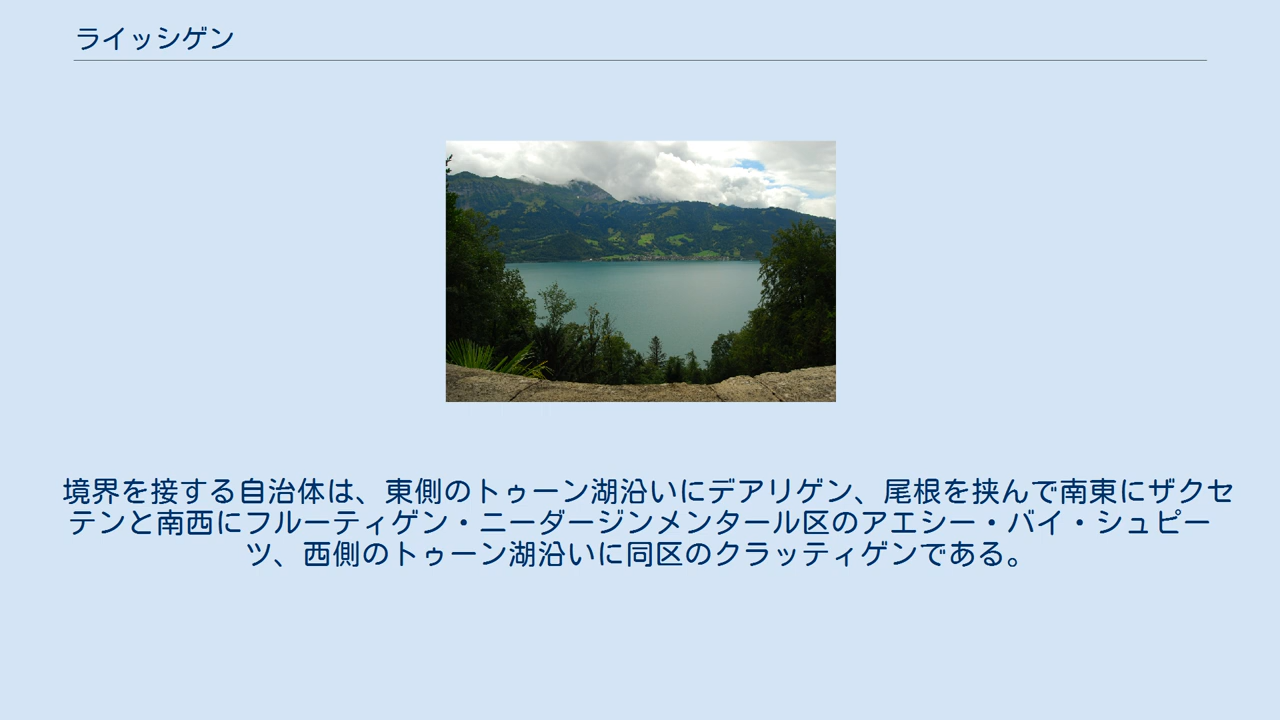 ライッシゲン
境界を接する自治体は、東側のトゥーン湖沿いにデアリゲン、尾根を挟んで南東にザクセ
テンと南西にフルーティゲン・ニーダージンメンタール区のアエシー・バイ・シュピー
ツ、西側のトゥーン湖沿いに同区のクラッティゲンである。